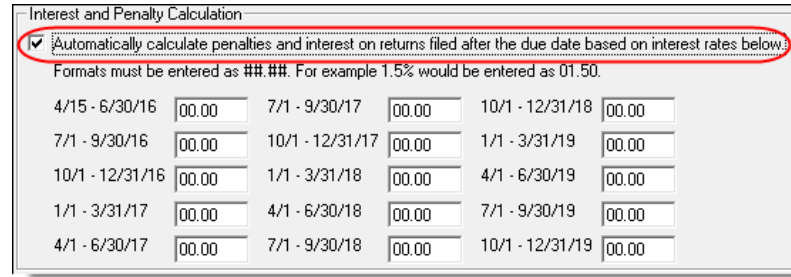 Interest and Penalty Calculation
Automatically calculate penalties and interest on returns filed after the due date based on interest rates below.
Formats must be entered as ##.##. For example 1.5% would be entered as 01.50.
4/15 - 6/30/16 00.00 7/1 - 9/30/17 00.00 10/1 - 12/31/18 00.00
7/1 - 9/30/16 00.00 10/1 - 12/31/17 00.00 1/1 - 3/31/19 00.00
10/1 - 12/31/16 00.00 1/1 - 3/31/18 00.00 4/1 - 6/30/19 00.00
1/1 - 3/31/17 00.00 4/1 - 6/30/18 00.00 7/1 - 9/30/19 00.00
4/1 - 6/30/17 00.00 7/1 - 9/30/18 00.00 10/1 - 12/31/19 00.00